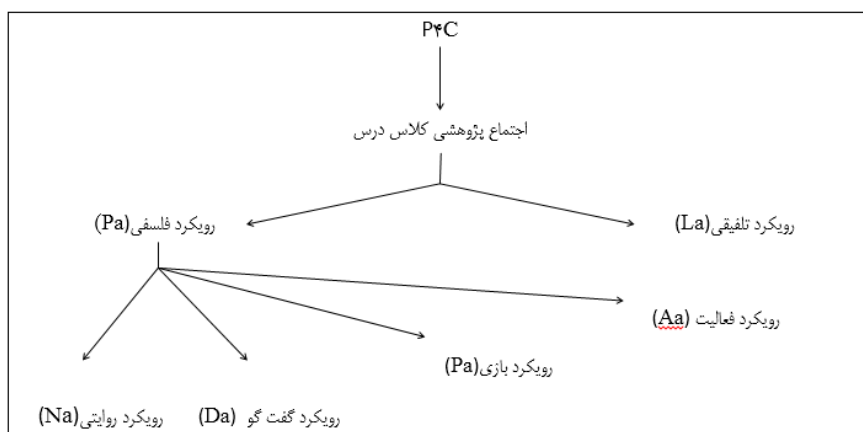 P۴C
اجتماع پژوهشی کلاس درس
رویکرد تلفیقی(La)
رویکرد فلسفی(Pa)
رویکرد فعالیت (Aa)
رویکرد بازی(Pa)
رویکرد گفت گو (Da)
رویکرد روایتی(Na)